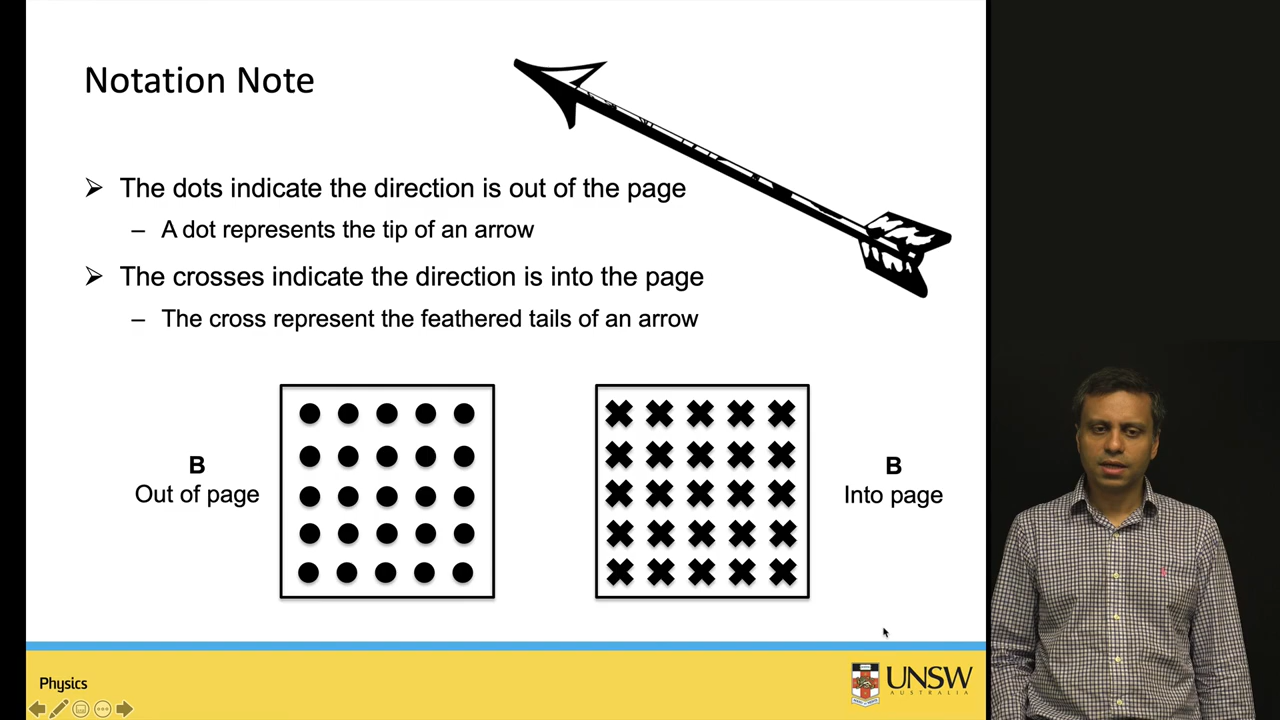 Notation Note
➢ The dots indicate the direction is out of the page
– A dot represents the tip of an arrow
➢ The crosses indicate the direction is into the page
– The cross represent the feathered tails of an arrow
B
Out of page
B
Into page
Physics
UNSW
AUSTRALIA